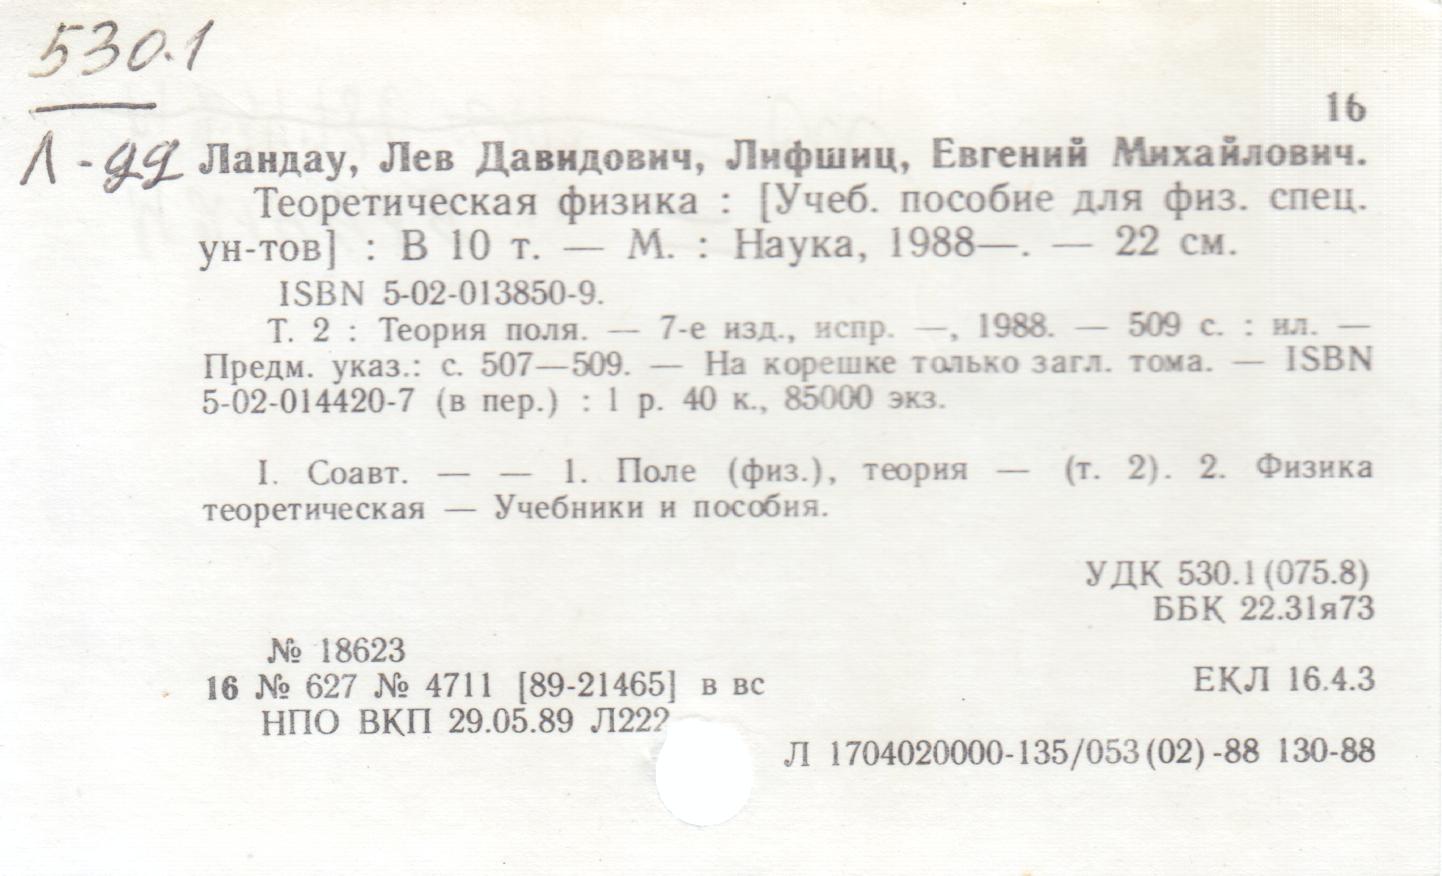 530.1
16
Л-
Ландау, Лев Давидович, Лифшиц, Евгений Михайлович.
Теоретическая физика : [Учеб. пособие для физ. спец.
ун-тов] : В 10 т. — М. : Наука, 1988—. — 22 см.
ISBN 5-02-013850-9.
Т. 2 : Теория поля. — 7-е изд., испр. —, 1988. — 509 с. : ил. —
Предм. указ.: с. 507—509. — На корешке только загл. тома. — ISBN
5-02-014420-7 (в пер.) : 1 р. 40 к., 85000 экз.
I. Соавт. — — 1. Поле (физ.), теория — (т. 2). 2. Физика
теоретическая — Учебники и пособия.
УДК 530.1(075.8)
ББК 22.31я73
№ 18623
16 № 627 № 4711 [89-21465] в вс
ЕКЛ 16.4.3
НПО ВКП 29.05.89 Л222
Л 1704020000-135/053(02)-88 130-88